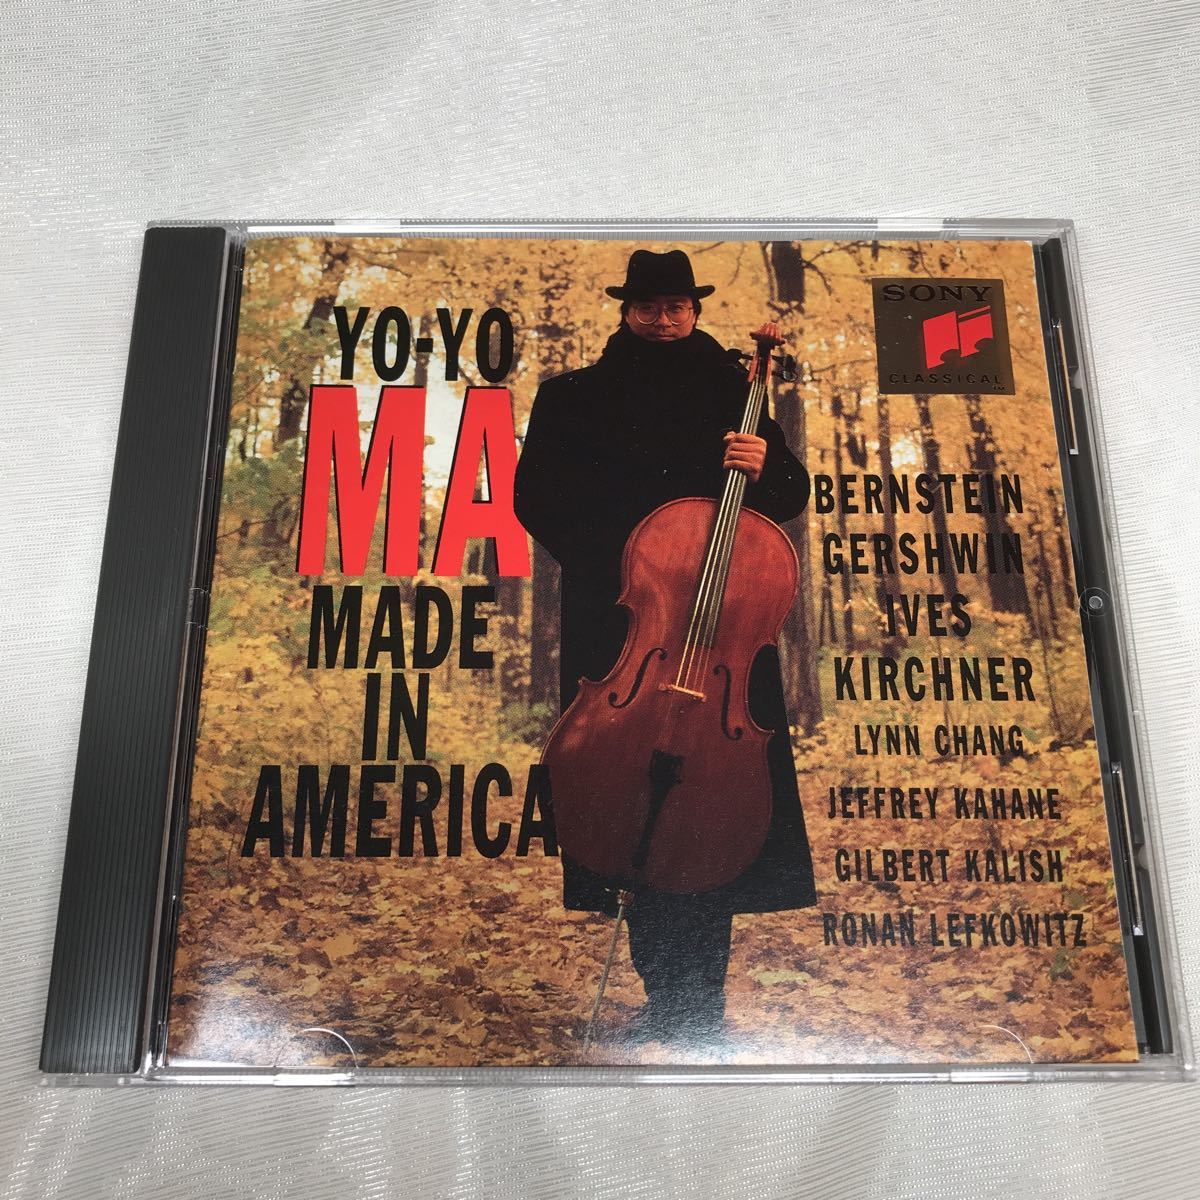 YO-YO
MA
MADE
IN
AMERICA
SONY
CLASSICAL
TM
BERNSTEIN
GERSHWIN
IVES
KIRCHNER
LYNN CHANG
JEFFREY KAHANE
GILBERT KALISH
RONAN LEFKOWITZ